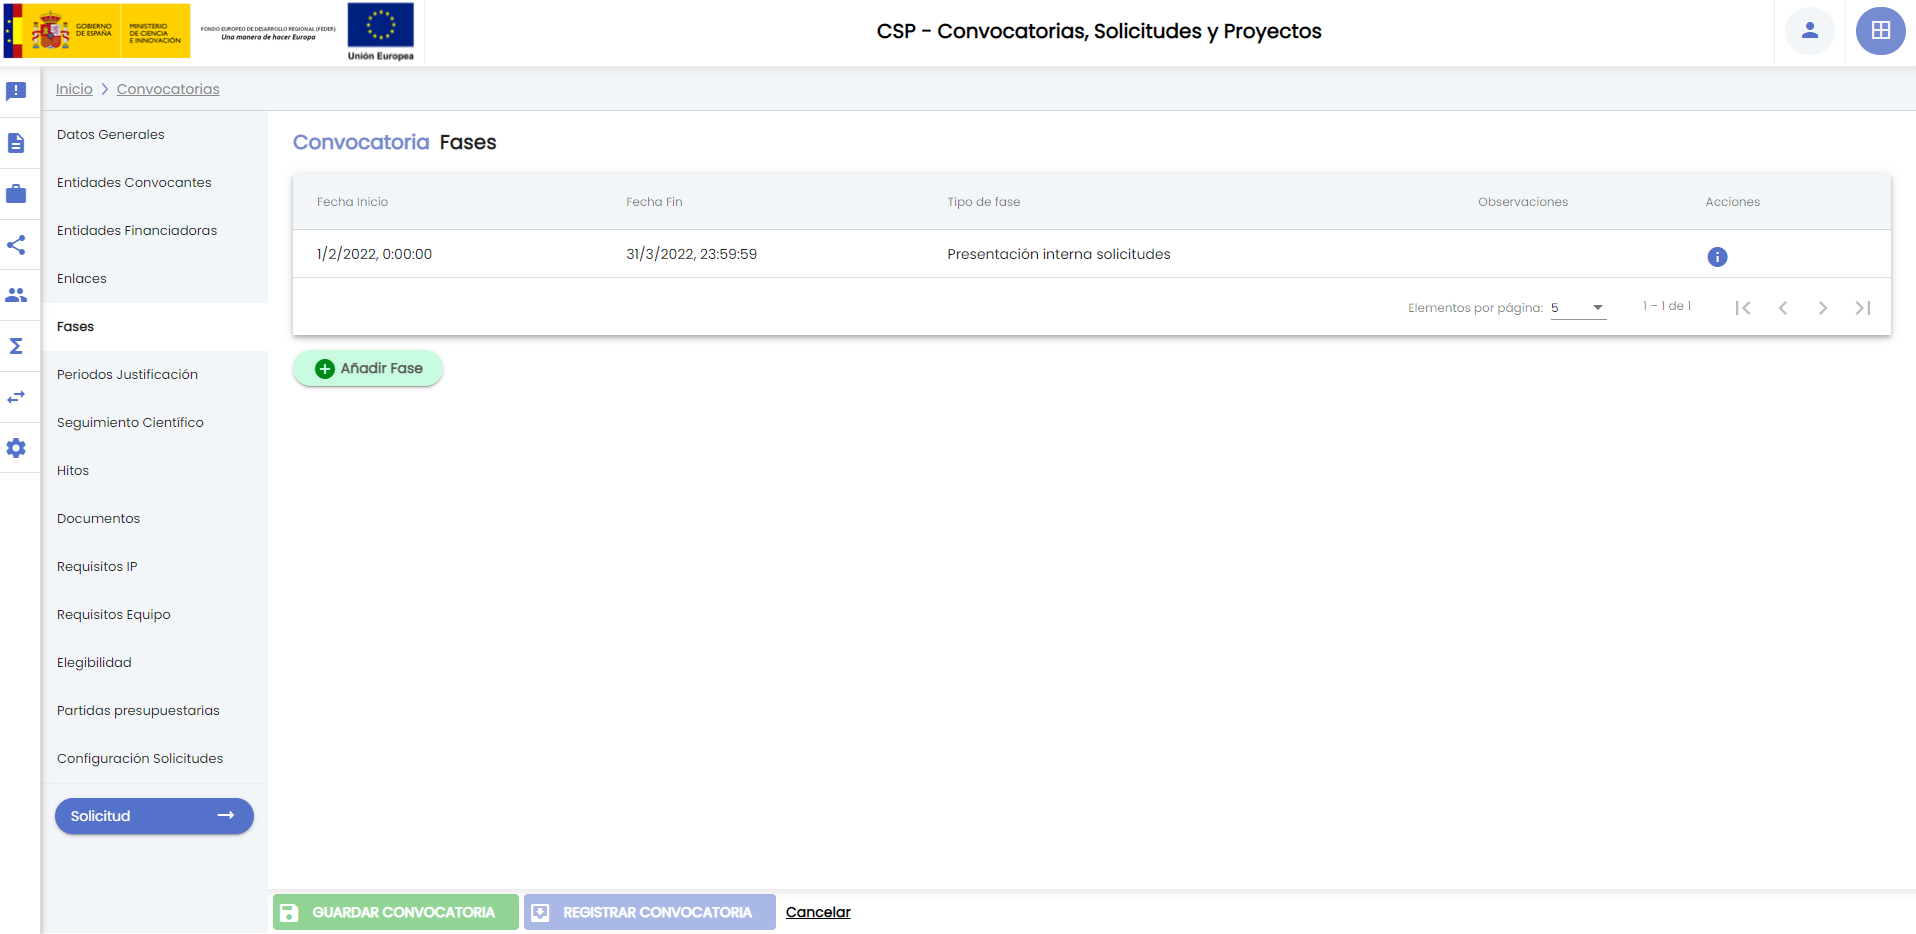 GOBIERNO
DE ESPAÑA
MINISTERIO
DE CIENCIA
E INNOVACIÓN
FONDO EUROPEO DE DESARROLLO REGIONAL (FEDER)
Una manera de hacer Europa
Unión Europea
CSP - Convocatorias, Solicitudes y Proyectos
Inicio > Convocatorias
Datos Generales
Entidades Convocantes
Entidades Financiadoras
Enlaces
Fases
Periodos Justificación
Seguimiento Científico
Hitos
Documentos
Requisitos IP
Requisitos Equipo
Elegibilidad
Partidas presupuestarias
Configuración Solicitudes
Solicitud
Convocatoria Fases
Fecha Inicio Fecha Fin Tipo de fase Observaciones Acciones
1/2/2022, 0:00:00 31/3/2022, 23:59:59 Presentación interna solicitudes
Elementos por página: 5 1 – 1 de 1
Añadir Fase
GUARDAR CONVOCATORIA REGISTRAR CONVOCATORIA Cancelar